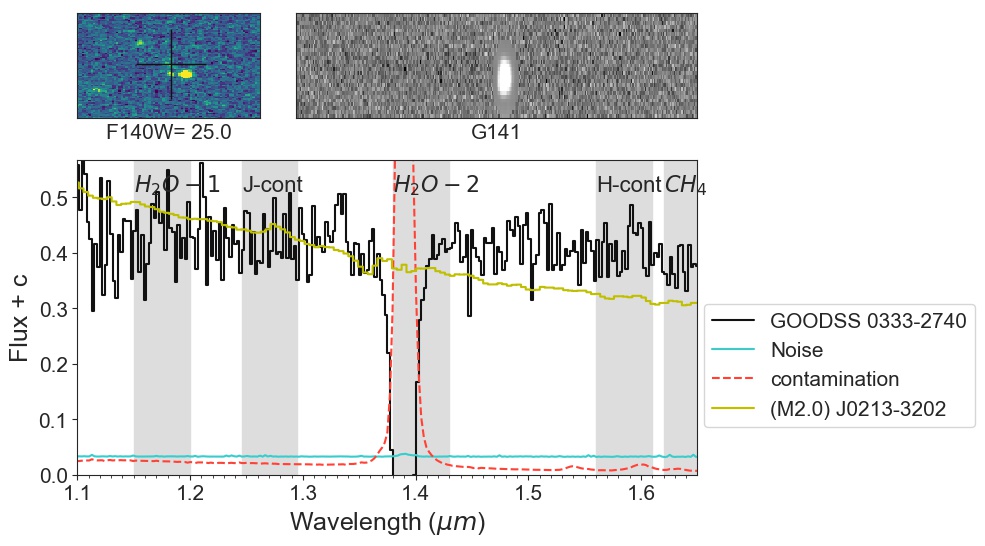 F140W= 25.0
G141
H₂O − 1
J-cont
H₂O − 2
H-cont
CH₄
0.5
0.4
0.3
0.2
0.1
0.0
Flux + c
1.1
1.2
1.3
1.4
1.5
1.6
Wavelength (μm)
GOODSS 0333-2740
Noise
contamination
(M2.0) J0213-3202